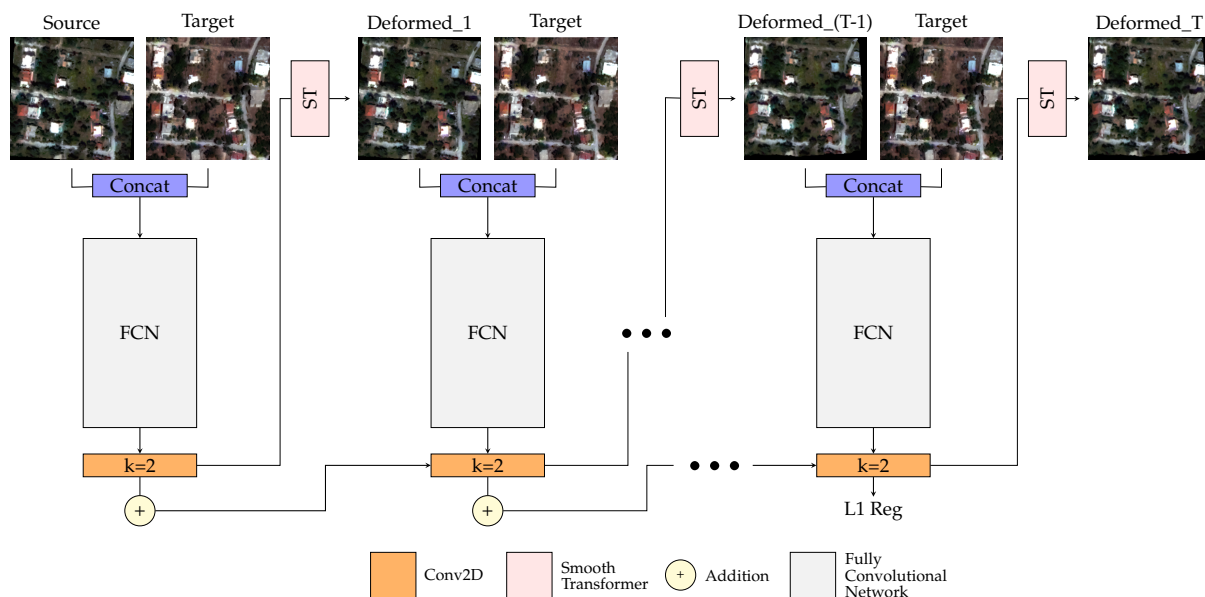 Source Target Deformed_1 Target Deformed_(T-1) Target Deformed_T
ST ST ST
Concat Concat Concat
FCN FCN FCN
k=2 k=2 k=2
+ +
L1 Reg
Conv2D
Smooth
Transformer
+ Addition
Fully
Convolutional
Network